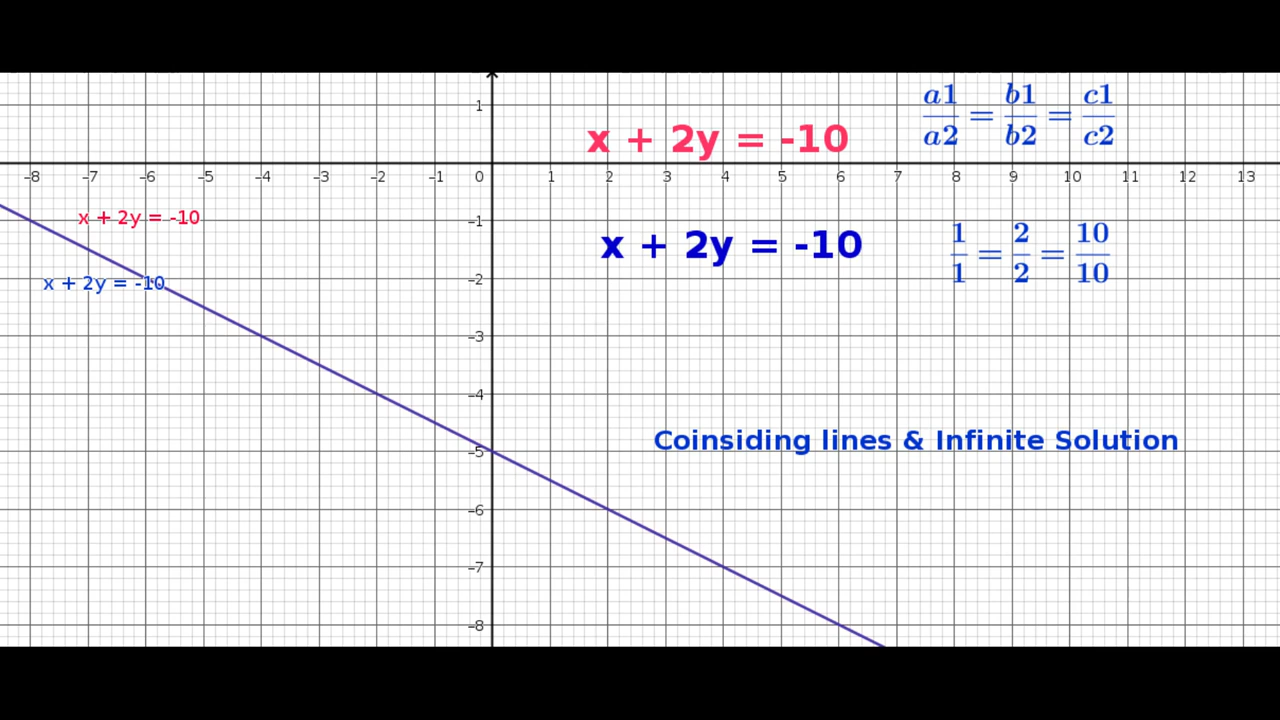 a1/a2 = b1/b2 = c1/c2
1
x + 2y = -10
-8 -7 -6 -5 -4 -3 -2 -1 0 1 2 3 4 5 6 7 8 9 10 11 12 13
x + 2y = -10
-1
x + 2y = -10
1/1 = 2/2 = 10/10
-2
x + 2y = -10
-3
-4
Coinsiding lines & Infinite Solution
-5
-6
-7
-8